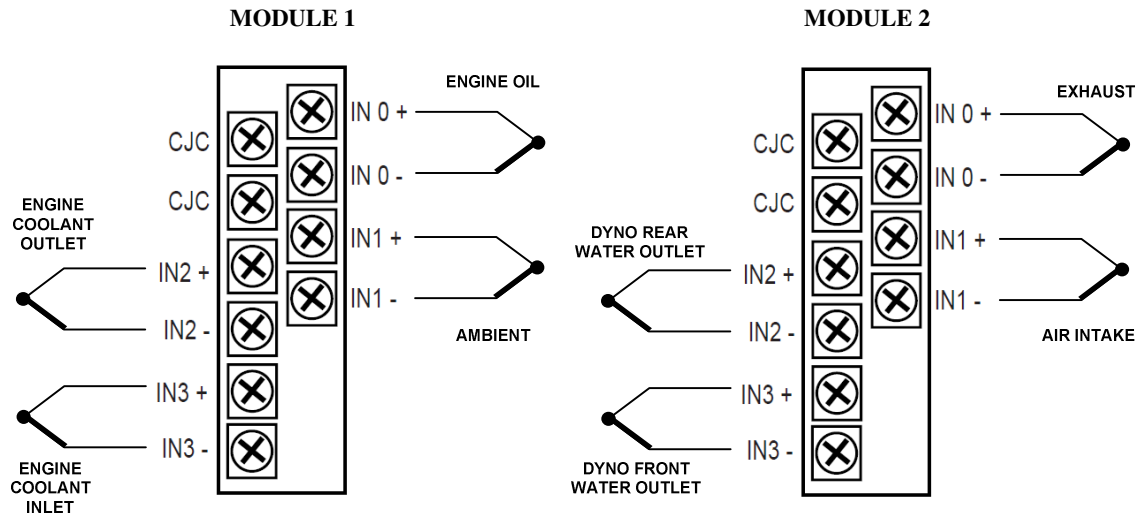 MODULE 1
ENGINE OIL
IN 0 +
CJC
IN 0 -
CJC
ENGINE
COOLANT
OUTLET
IN1 +
IN2 +
IN1 -
IN2 -
AMBIENT
IN3 +
IN3 -
ENGINE
COOLANT
INLET
MODULE 2
EXHAUST
IN 0 +
CJC
IN 0 -
CJC
DYNO REAR
WATER OUTLET
IN1 +
IN2 +
IN1 -
IN2 -
AIR INTAKE
IN3 +
IN3 -
DYNO FRONT
WATER OUTLET